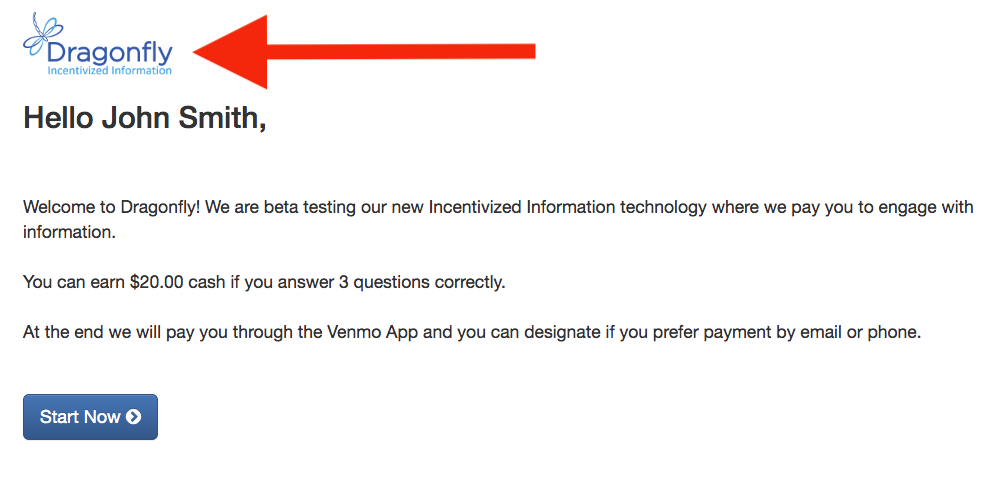 Dragonfly
Incentivized Information
Hello John Smith,
Welcome to Dragonfly! We are beta testing our new Incentivized Information technology where we pay you to engage with
information.
You can earn $20.00 cash if you answer 3 questions correctly.
At the end we will pay you through the Venmo App and you can designate if you prefer payment by email or phone.
Start Now